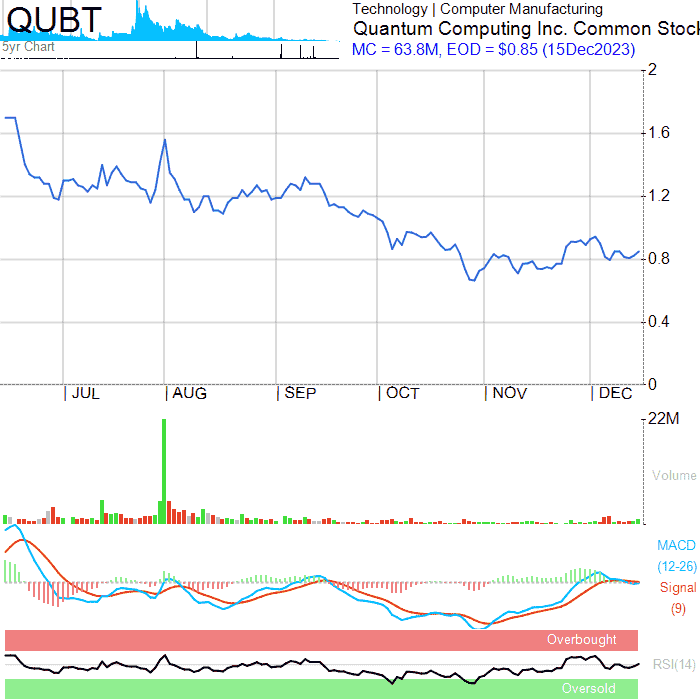 QUBT
5yr Chart
Technology | Computer Manufacturing
Quantum Computing Inc. Common Stock
MC = 63.8M, EOD = $0.85 (15Dec2023)
2
1.6
1.2
0.8
0.4
0
JUL
AUG
SEP
OCT
NOV
DEC
22M
Volume
MACD
(12-26)
Signal
(9)
Overbought
RSI(14)
Oversold